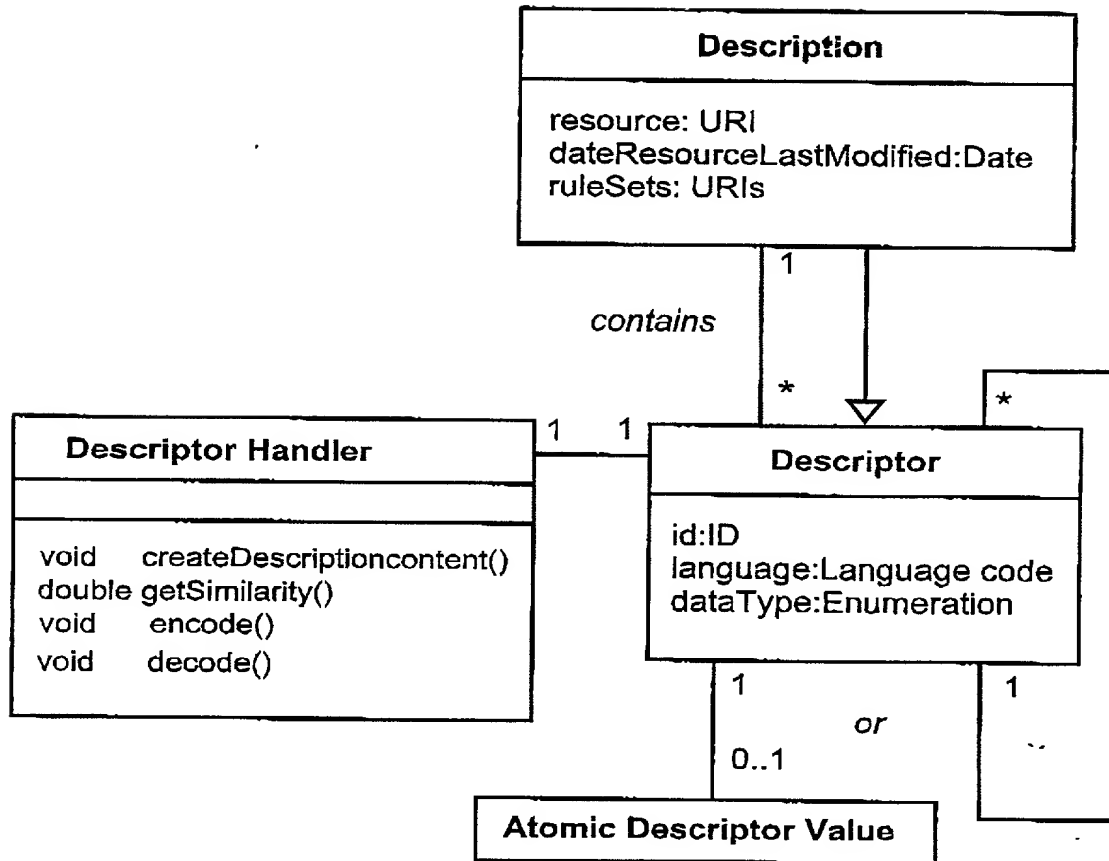 Description
resource: URI
dateResourceLastModified:Date
ruleSets: URIs
1
contains
*
*
Descriptor Handler
1 1
Descriptor
void createDescriptioncontent()
double getSimilarity()
void encode()
void decode()
id:ID
language:Language code
dataType:Enumeration
1
1
or
0..1
Atomic Descriptor Value